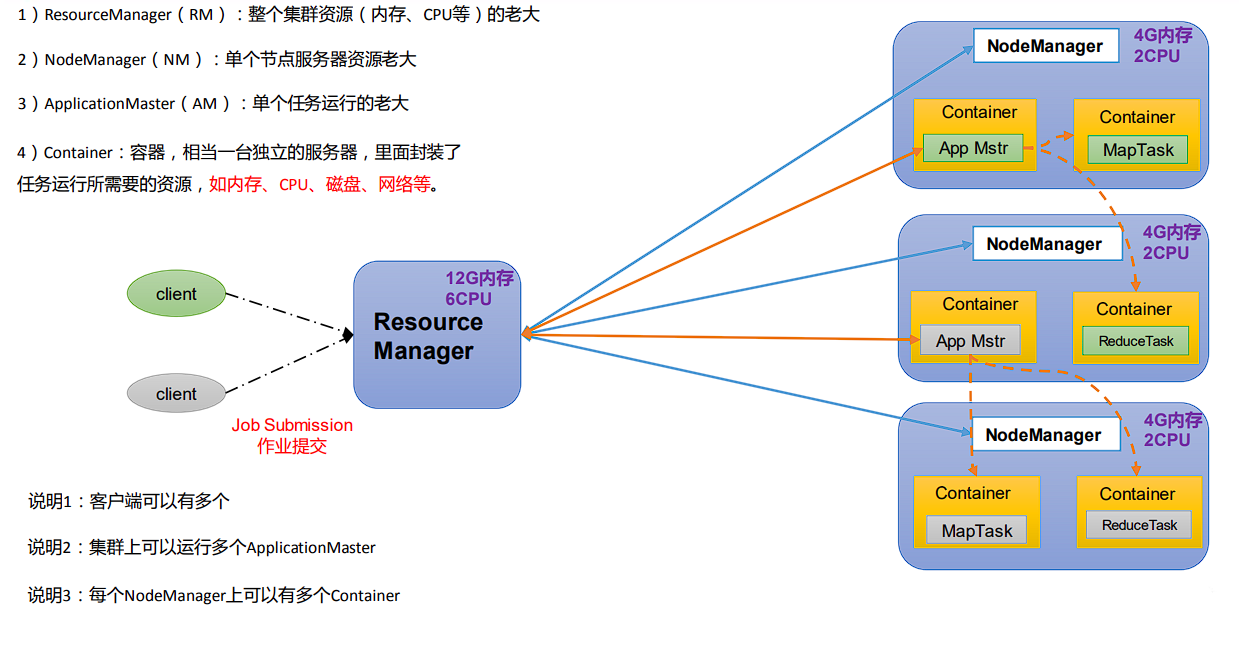 1）ResourceManager（RM）：整个集群资源（内存、CPU等）的老大
2）NodeManager（NM）：单个节点服务器资源老大
3）ApplicationMaster（AM）：单个任务运行的老大
4）Container：容器，相当一台独立的服务器，里面封装了
任务运行所需要的资源，如内存、CPU、磁盘、网络等。
client
client
Job Submission
作业提交
12G内存
6CPU
Resource
Manager
NodeManager
4G内存
2CPU
Container
App Mstr
Container
MapTask
NodeManager
4G内存
2CPU
Container
App Mstr
Container
ReduceTask
NodeManager
4G内存
2CPU
Container
MapTask
Container
ReduceTask
说明1：客户端可以有多个
说明2：集群上可以运行多个ApplicationMaster
说明3：每个NodeManager上可以有多个Container